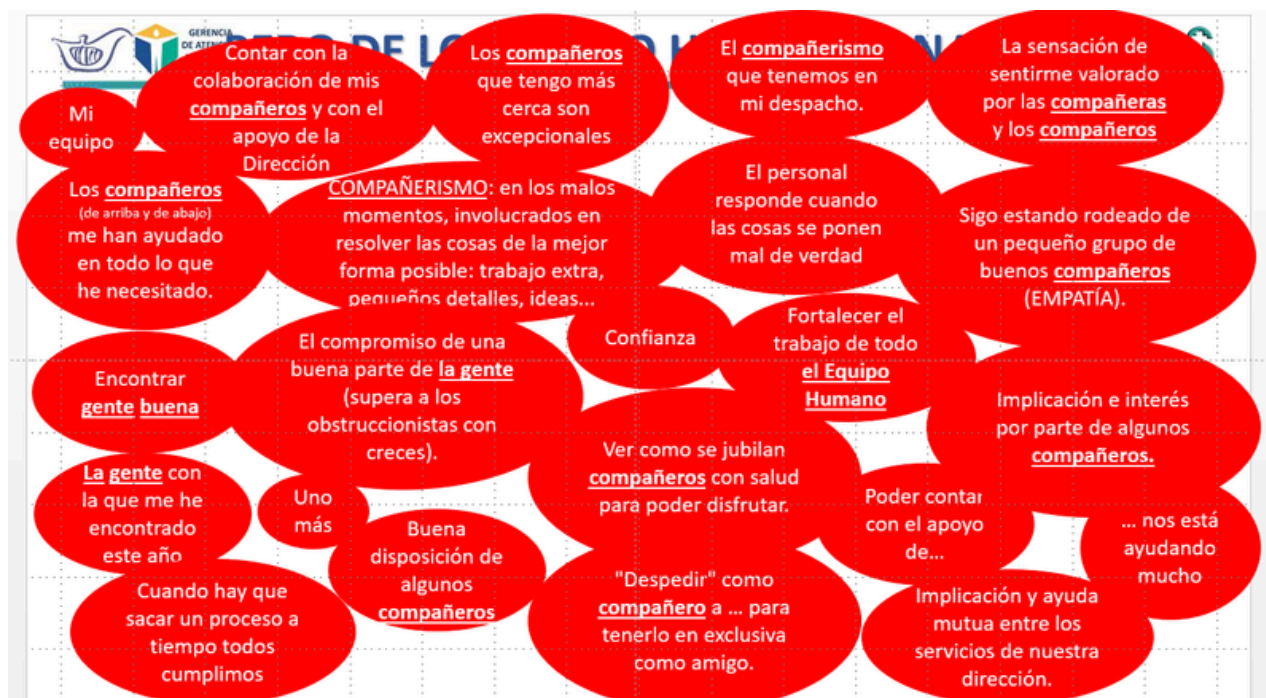 GERENCIA
DE ATENC
Contar con la
colaboración de mis
compañeros y con el
apoyo de la
Dirección
Los compañeros
que tengo más
cerca son
excepcionales
El compañerismo
que tenemos en
mi despacho.
La sensación de
sentirme valorado
por las compañeras
y los compañeros
Mi
equipo
Los compañeros
(de arriba y de abajo)
me han ayudado
en todo lo que
he necesitado.
COMPAÑERISMO: en los malos
momentos, involucrados en
resolver las cosas de la mejor
forma posible: trabajo extra,
pequeños detalles, ideas...
El personal
responde cuando
las cosas se ponen
mal de verdad
Sigo estando rodeado de
un pequeño grupo de
buenos compañeros
(EMPATÍA).
Encontrar
gente buena
El compromiso de una
buena parte de la gente
(supera a los
obstruccionistas con
creces).
Confianza
Fortalecer el
trabajo de todo
el Equipo
Humano
Implicación e interés
por parte de algunos
compañeros.
La gente con
la que me he
encontrado
este año
Uno
más
Buena
disposición de
algunos
compañeros
Ver como se jubilan
compañeros con salud
para poder disfrutar.
Poder contar
con el apoyo
de...
... nos está
ayudando
mucho
Cuando hay que
sacar un proceso a
tiempo todos
cumplimos
"Despedir" como
compañero a ... para
tenerlo en exclusiva
como amigo.
Implicación y ayuda
mutua entre los
servicios de nuestra
dirección.